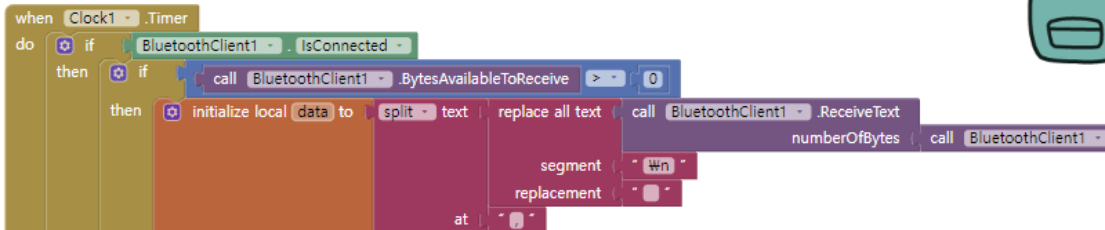 when Clock1 .Timer
do if BluetoothClient1 . IsConnected
then if call BluetoothClient1 .BytesAvailableToReceive > 0
then initialize local data to split text replace all text call BluetoothClient1 .ReceiveText
numberOfBytes call BluetoothClient1
segment " ₩n "
replacement " "
at " , "